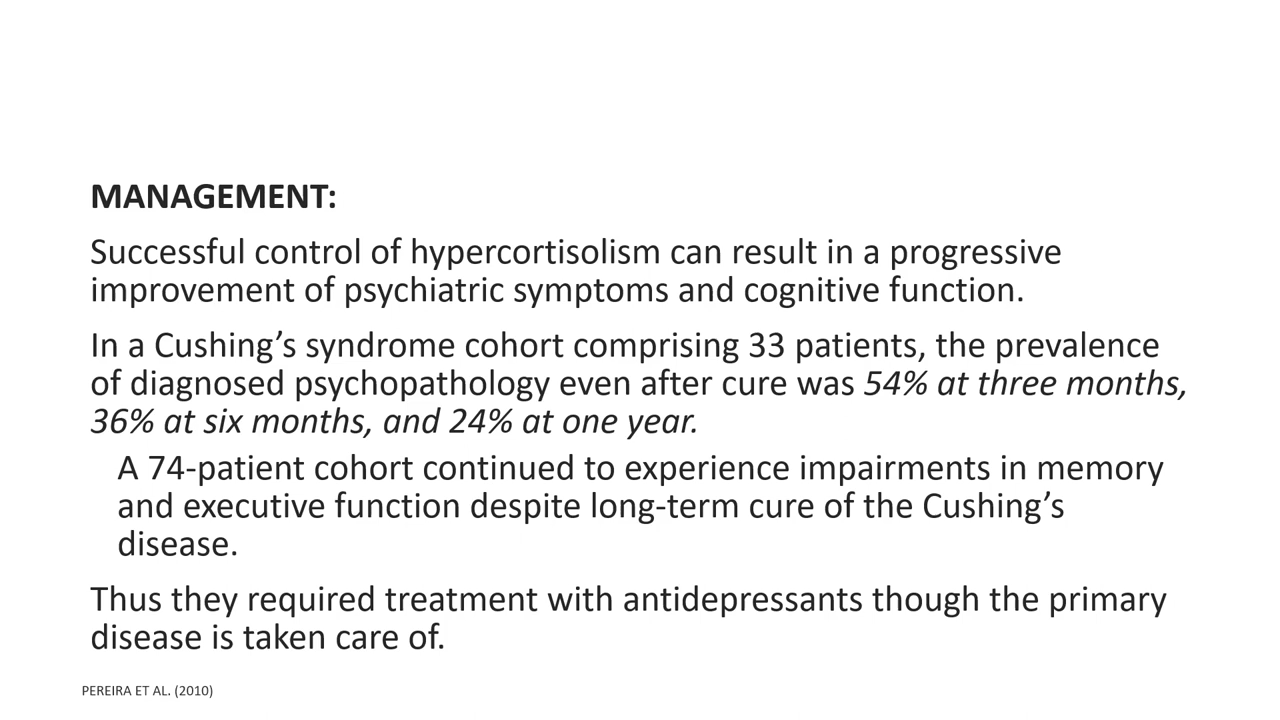 MANAGEMENT:
Successful control of hypercortisolism can result in a progressive
improvement of psychiatric symptoms and cognitive function.
In a Cushing’s syndrome cohort comprising 33 patients, the prevalence
of diagnosed psychopathology even after cure was 54% at three months,
36% at six months, and 24% at one year.
A 74-patient cohort continued to experience impairments in memory
and executive function despite long-term cure of the Cushing’s
disease.
Thus they required treatment with antidepressants though the primary
disease is taken care of.
PEREIRA ET AL. (2010)